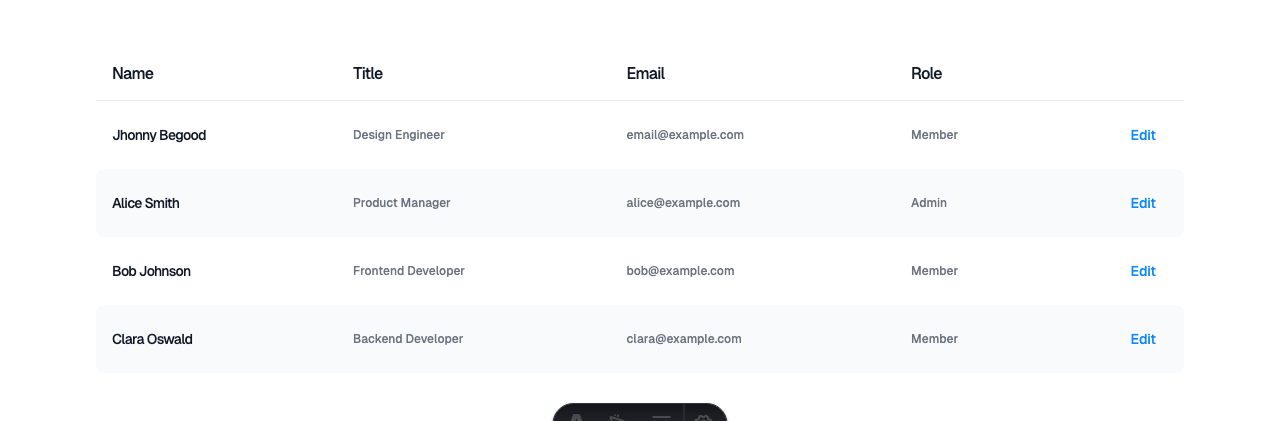 Name Title Email Role
Jhonny Begood Design Engineer email@example.com Member Edit
Alice Smith Product Manager alice@example.com Admin Edit
Bob Johnson Frontend Developer bob@example.com Member Edit
Clara Oswald Backend Developer clara@example.com Member Edit